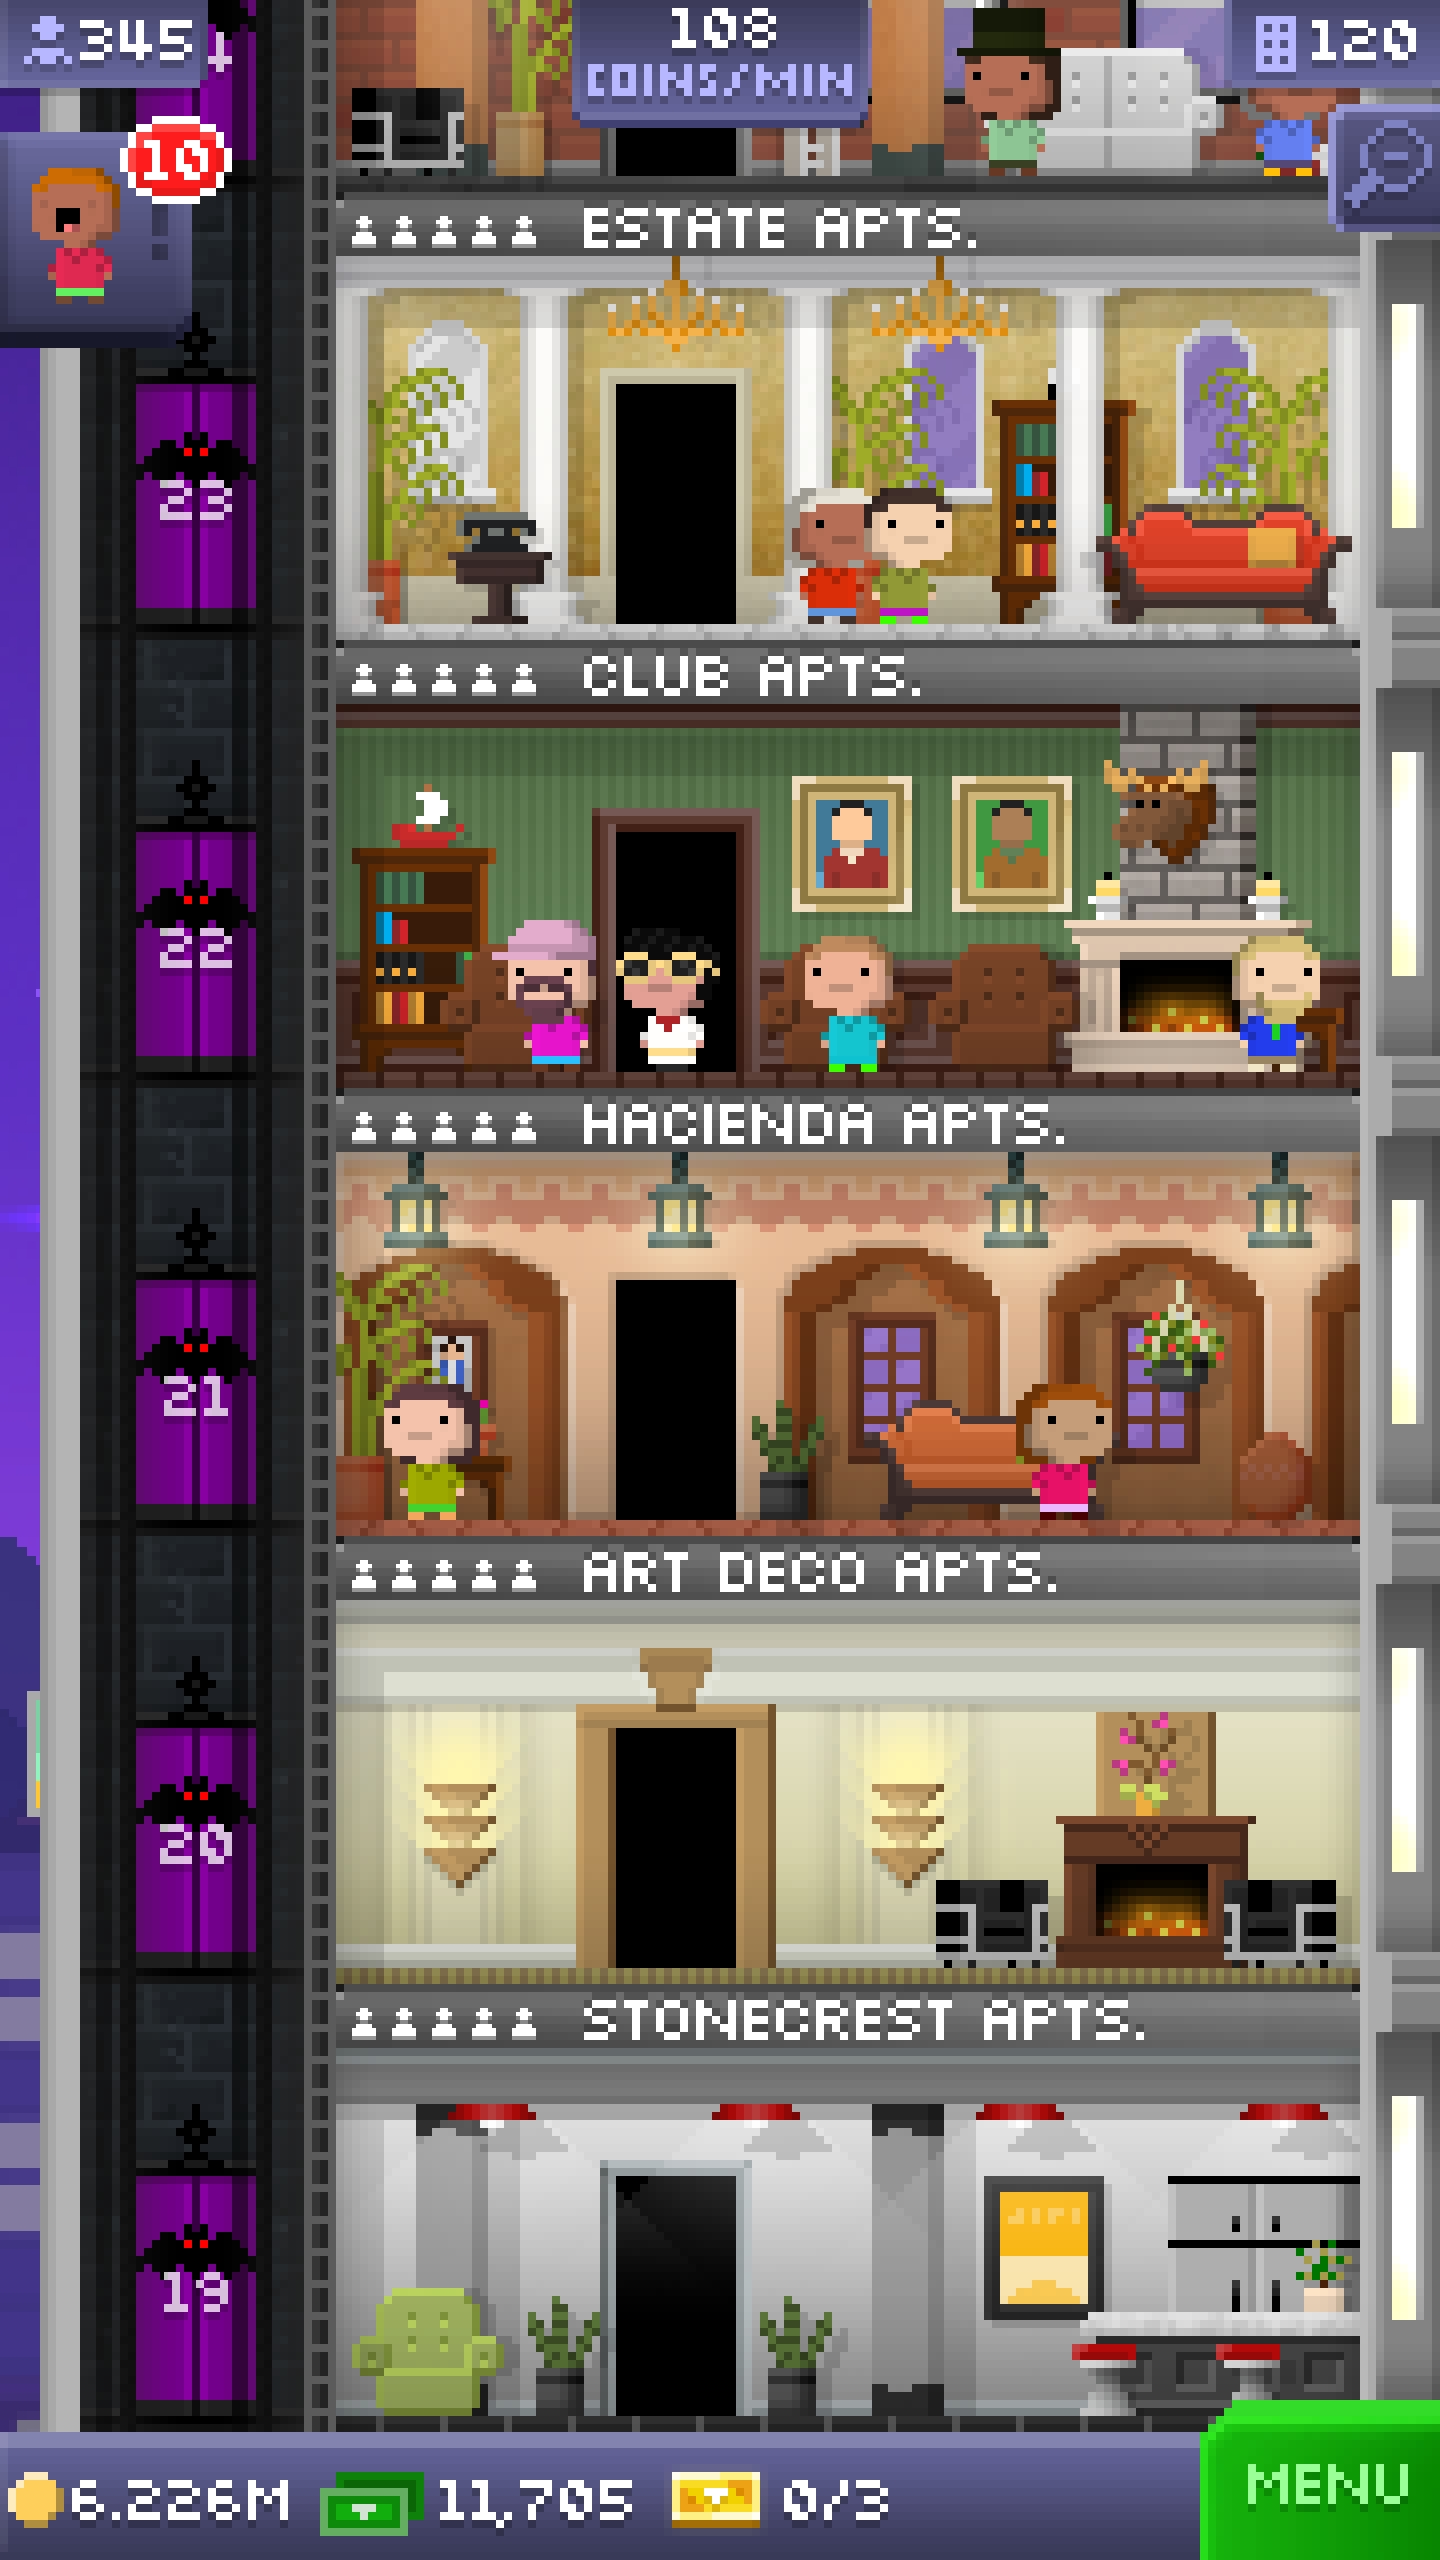 345
108
COINS/MIN
120
10
ESTATE APTS.
23
CLUB APTS.
22
HACIENDA APTS.
21
ART DECO APTS.
20
STONECREST APTS.
19
6.226M
11,705
0/3
MENU